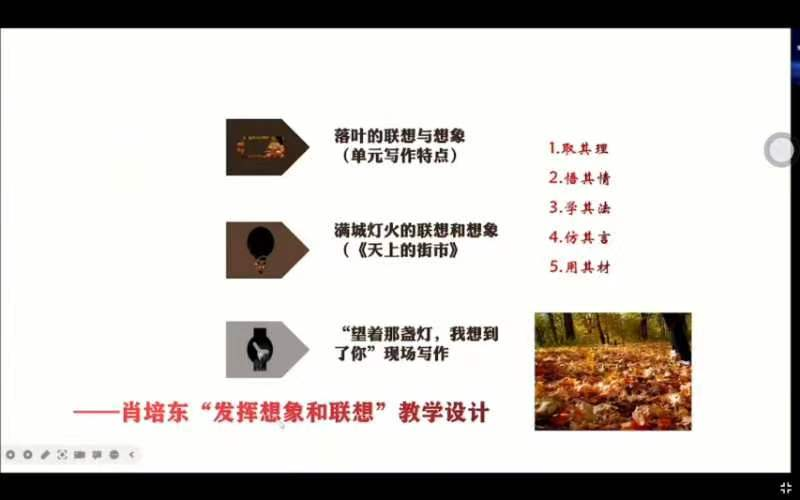 落叶的联想与想象
（单元写作特点）
满城灯火的联想和想象
（《天上的街市》
“望着那盏灯，我想到
了你”现场写作
1.取其理
2.悟其情
3.学其法
4.仿其言
5.用其材
——肖培东“发挥想象和联想”教学设计